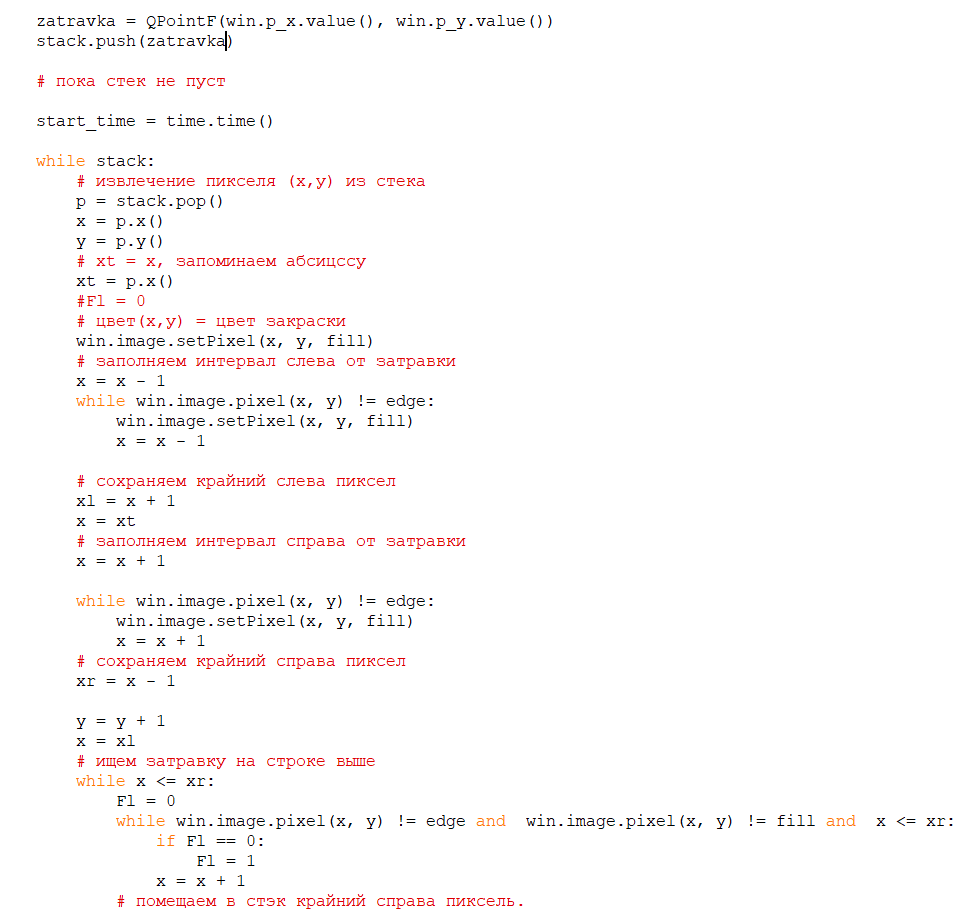 zatravka = QPointF(win.p_x.value(), win.p_y.value())
stack.push(zatravka)
# пока стек не пуст
start_time = time.time()
while stack:
# извлечение пикселя (x,y) из стека
p = stack.pop()
x = p.x()
y = p.y()
# xt = x, запоминаем абсицссу
xt = p.x()
#Fl = 0
# цвет(x,y) = цвет закраски
win.image.setPixel(x, y, fill)
# заполняем интервал слева от затравки
x = x - 1
while win.image.pixel(x, y) != edge:
win.image.setPixel(x, y, fill)
x = x - 1
# сохраняем крайний слева пиксел
xl = x + 1
x = xt
# заполняем интервал справа от затравки
x = x + 1
while win.image.pixel(x, y) != edge:
win.image.setPixel(x, y, fill)
x = x + 1
# сохраняем крайний справа пиксел
xr = x - 1
y = y + 1
x = xl
# ищем затравку на строке выше
while x <= xr:
Fl = 0
while win.image.pixel(x, y) != edge and  win.image.pixel(x, y) != fill and  x <= xr:
if Fl == 0:
Fl = 1
x = x + 1
# помещаем в стэк крайний справа пиксель.